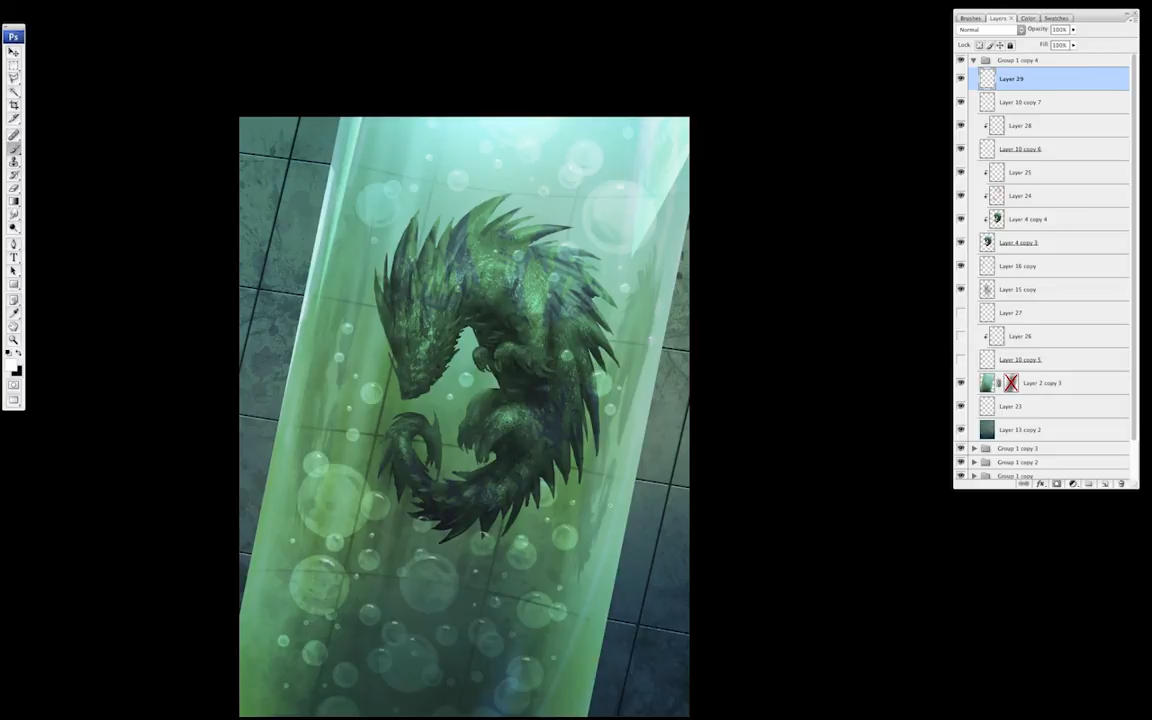 Ps
Brushes Layers × Color Swatches
Normal Opacity: 100%
Lock: Fill: 100%
Group 1 copy 4
Layer 29
Layer 10 copy 7
Layer 28
Layer 10 copy 6
Layer 25
Layer 24
Layer 4 copy 4
Layer 4 copy 3
Layer 16 copy
Layer 15 copy
Layer 27
Layer 26
Layer 10 copy 5
Layer 2 copy 3
Layer 23
Layer 13 copy 2
Group 1 copy 3
Group 1 copy 2
Group 1 copy